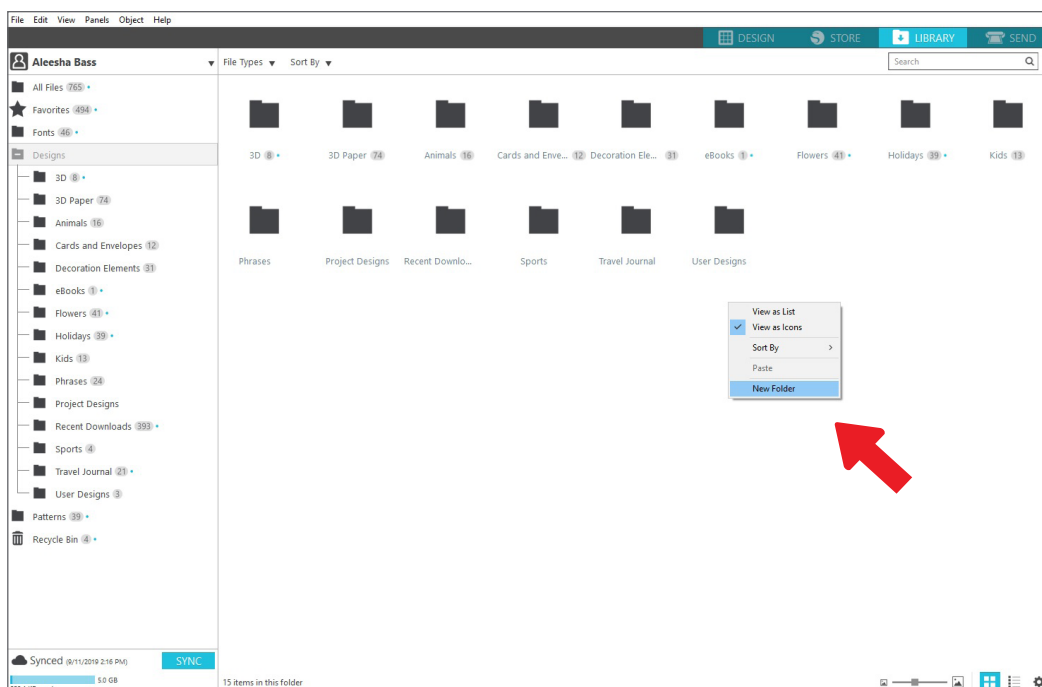 File Edit View Panels Object Help
DESIGN STORE LIBRARY SEND
Aleesha Bass
File Types Sort By
Search
All Files 765
Favorites 494
Fonts 46
Designs
3D 8
3D Paper 74
Animals 16
Cards and Envelopes 12
Decoration Elements 31
eBooks 1
Flowers 41
Holidays 39
Kids 13
Phrases 24
Project Designs
Recent Downloads 393
Sports 4
Travel Journal 21
User Designs 3
Patterns 39
Recycle Bin 4
3D 8 3D Paper 74 Animals 16 Cards and Enve... 12 Decoration Ele... 31 eBooks 1 Flowers 41 Holidays 39 Kids 13
Phrases Project Designs Recent Downlo... Sports Travel Journal User Designs
View as List
View as Icons
Sort By
Paste
New Folder
Synced (9/11/2019 2:16 PM) SYNC
5.0 GB
15 items in this folder